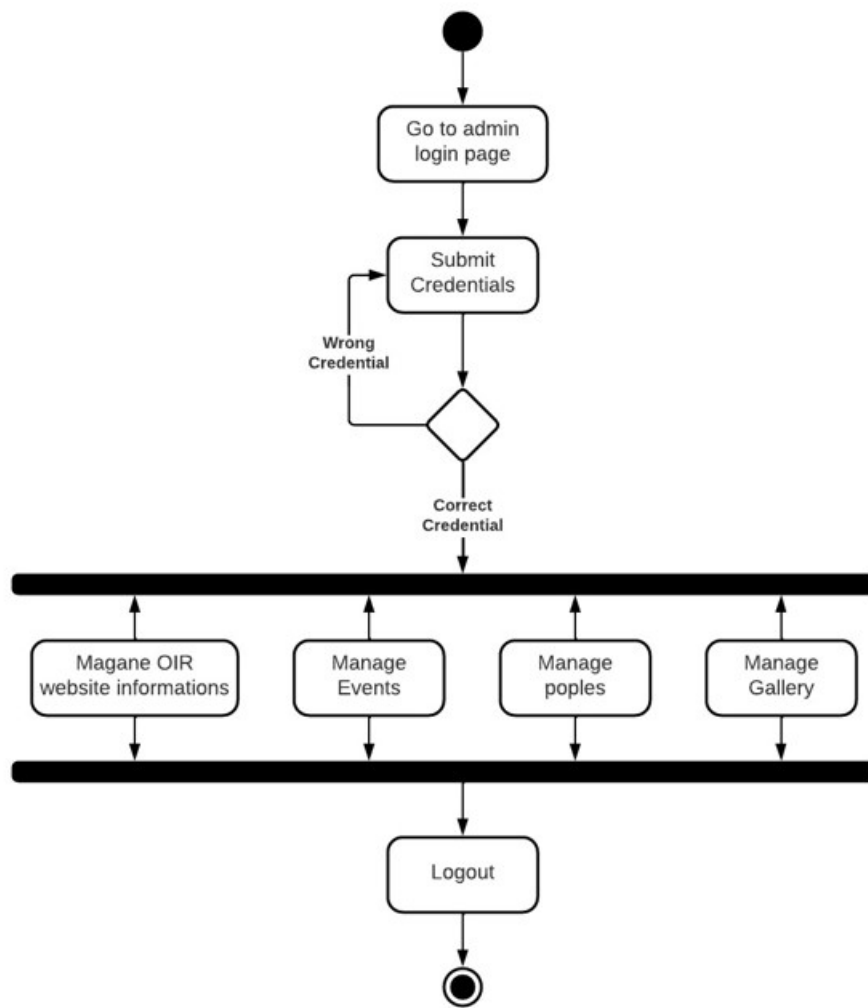 Go to admin
login page
Submit
Credentials
Wrong
Credential
Correct
Credential
Magane OIR
website informations
Manage
Events
Manage
poples
Manage
Gallery
Logout